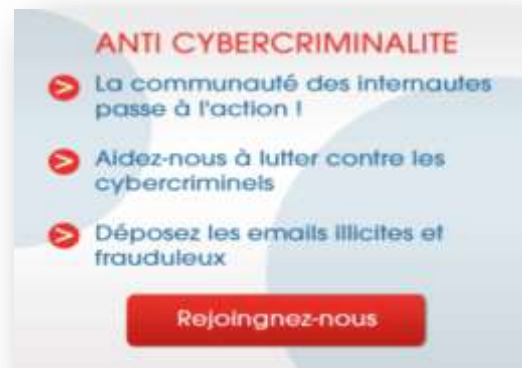 ANTI CYBERCRIMINALITE
La communauté des internautes
passe à l'action !
Aidez-nous à lutter contre les
cybercriminels
Déposez les emails illicites et
frauduleux
Rejoingnez-nous